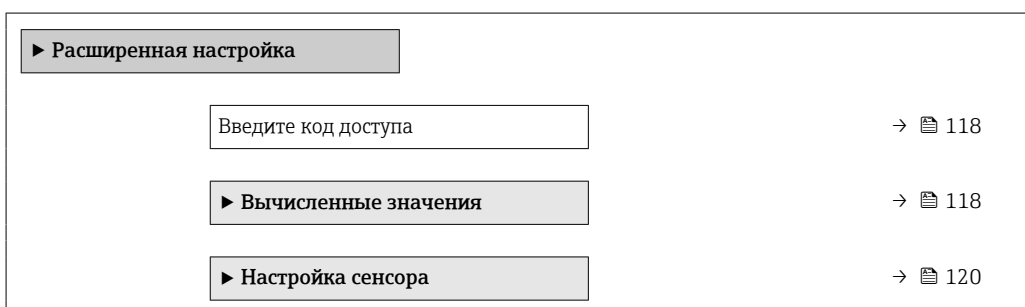 ▶ Расширенная настройка
Введите код доступа → 118
▶ Вычисленные значения → 118
▶ Настройка сенсора → 120